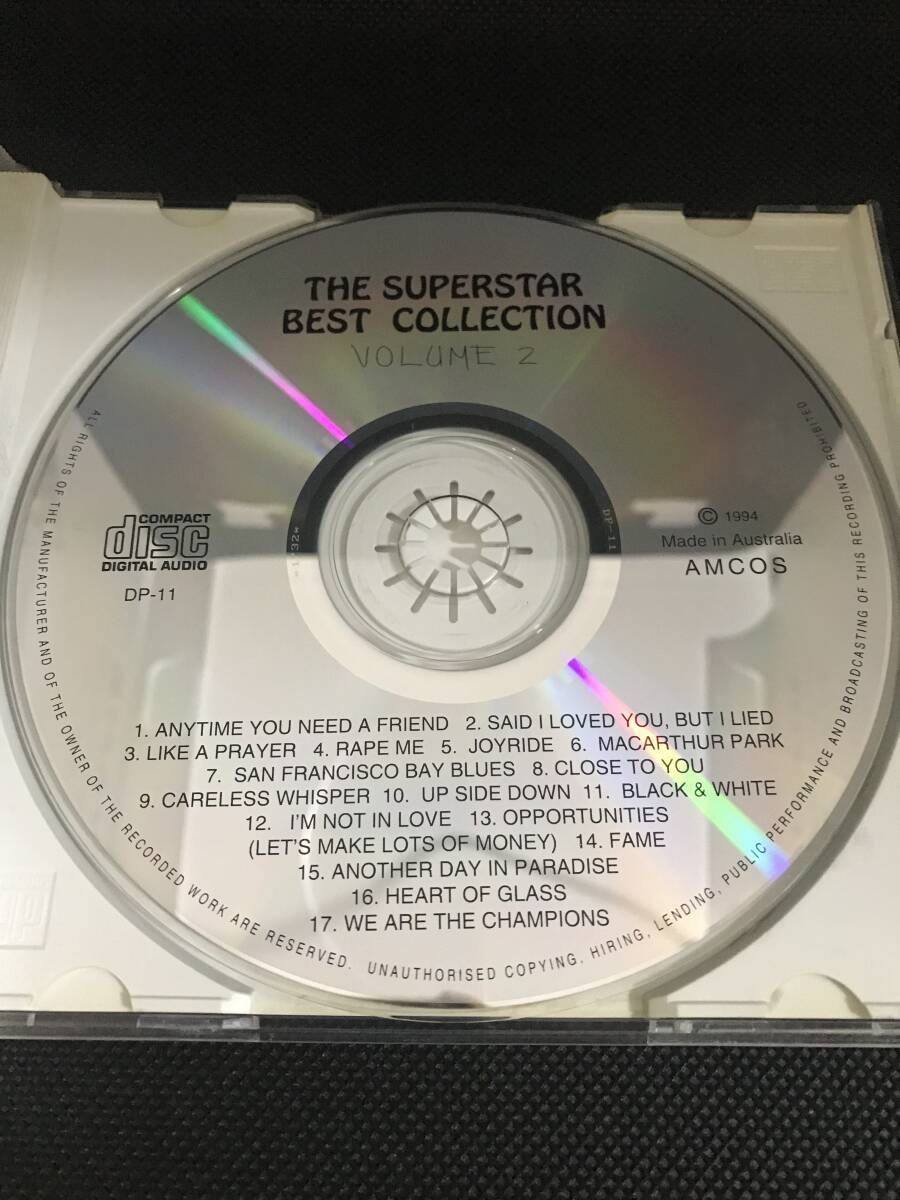 THE SUPERSTAR
BEST COLLECTION
VOLUME 2
COMPACT
disc
DIGITAL AUDIO
DP-11
© 1994
Made in Australia
AMCOS
DP-11
1. ANYTIME YOU NEED A FRIEND 2. SAID I LOVED YOU, BUT I LIED
3. LIKE A PRAYER 4. RAPE ME 5. JOYRIDE 6. MACARTHUR PARK
7. SAN FRANCISCO BAY BLUES 8. CLOSE TO YOU
9. CARELESS WHISPER 10. UP SIDE DOWN 11. BLACK & WHITE
12. I'M NOT IN LOVE 13. OPPORTUNITIES
(LET'S MAKE LOTS OF MONEY) 14. FAME
15. ANOTHER DAY IN PARADISE
16. HEART OF GLASS
17. WE ARE THE CHAMPIONS
ALL RIGHTS OF THE MANUFACTURER AND OF THE OWNER OF THE RECORDED WORK ARE RESERVED. UNAUTHORISED COPYING, HIRING, LENDING, PUBLIC PERFORMANCE AND BROADCASTING OF THIS RECORDING PROHIBITED